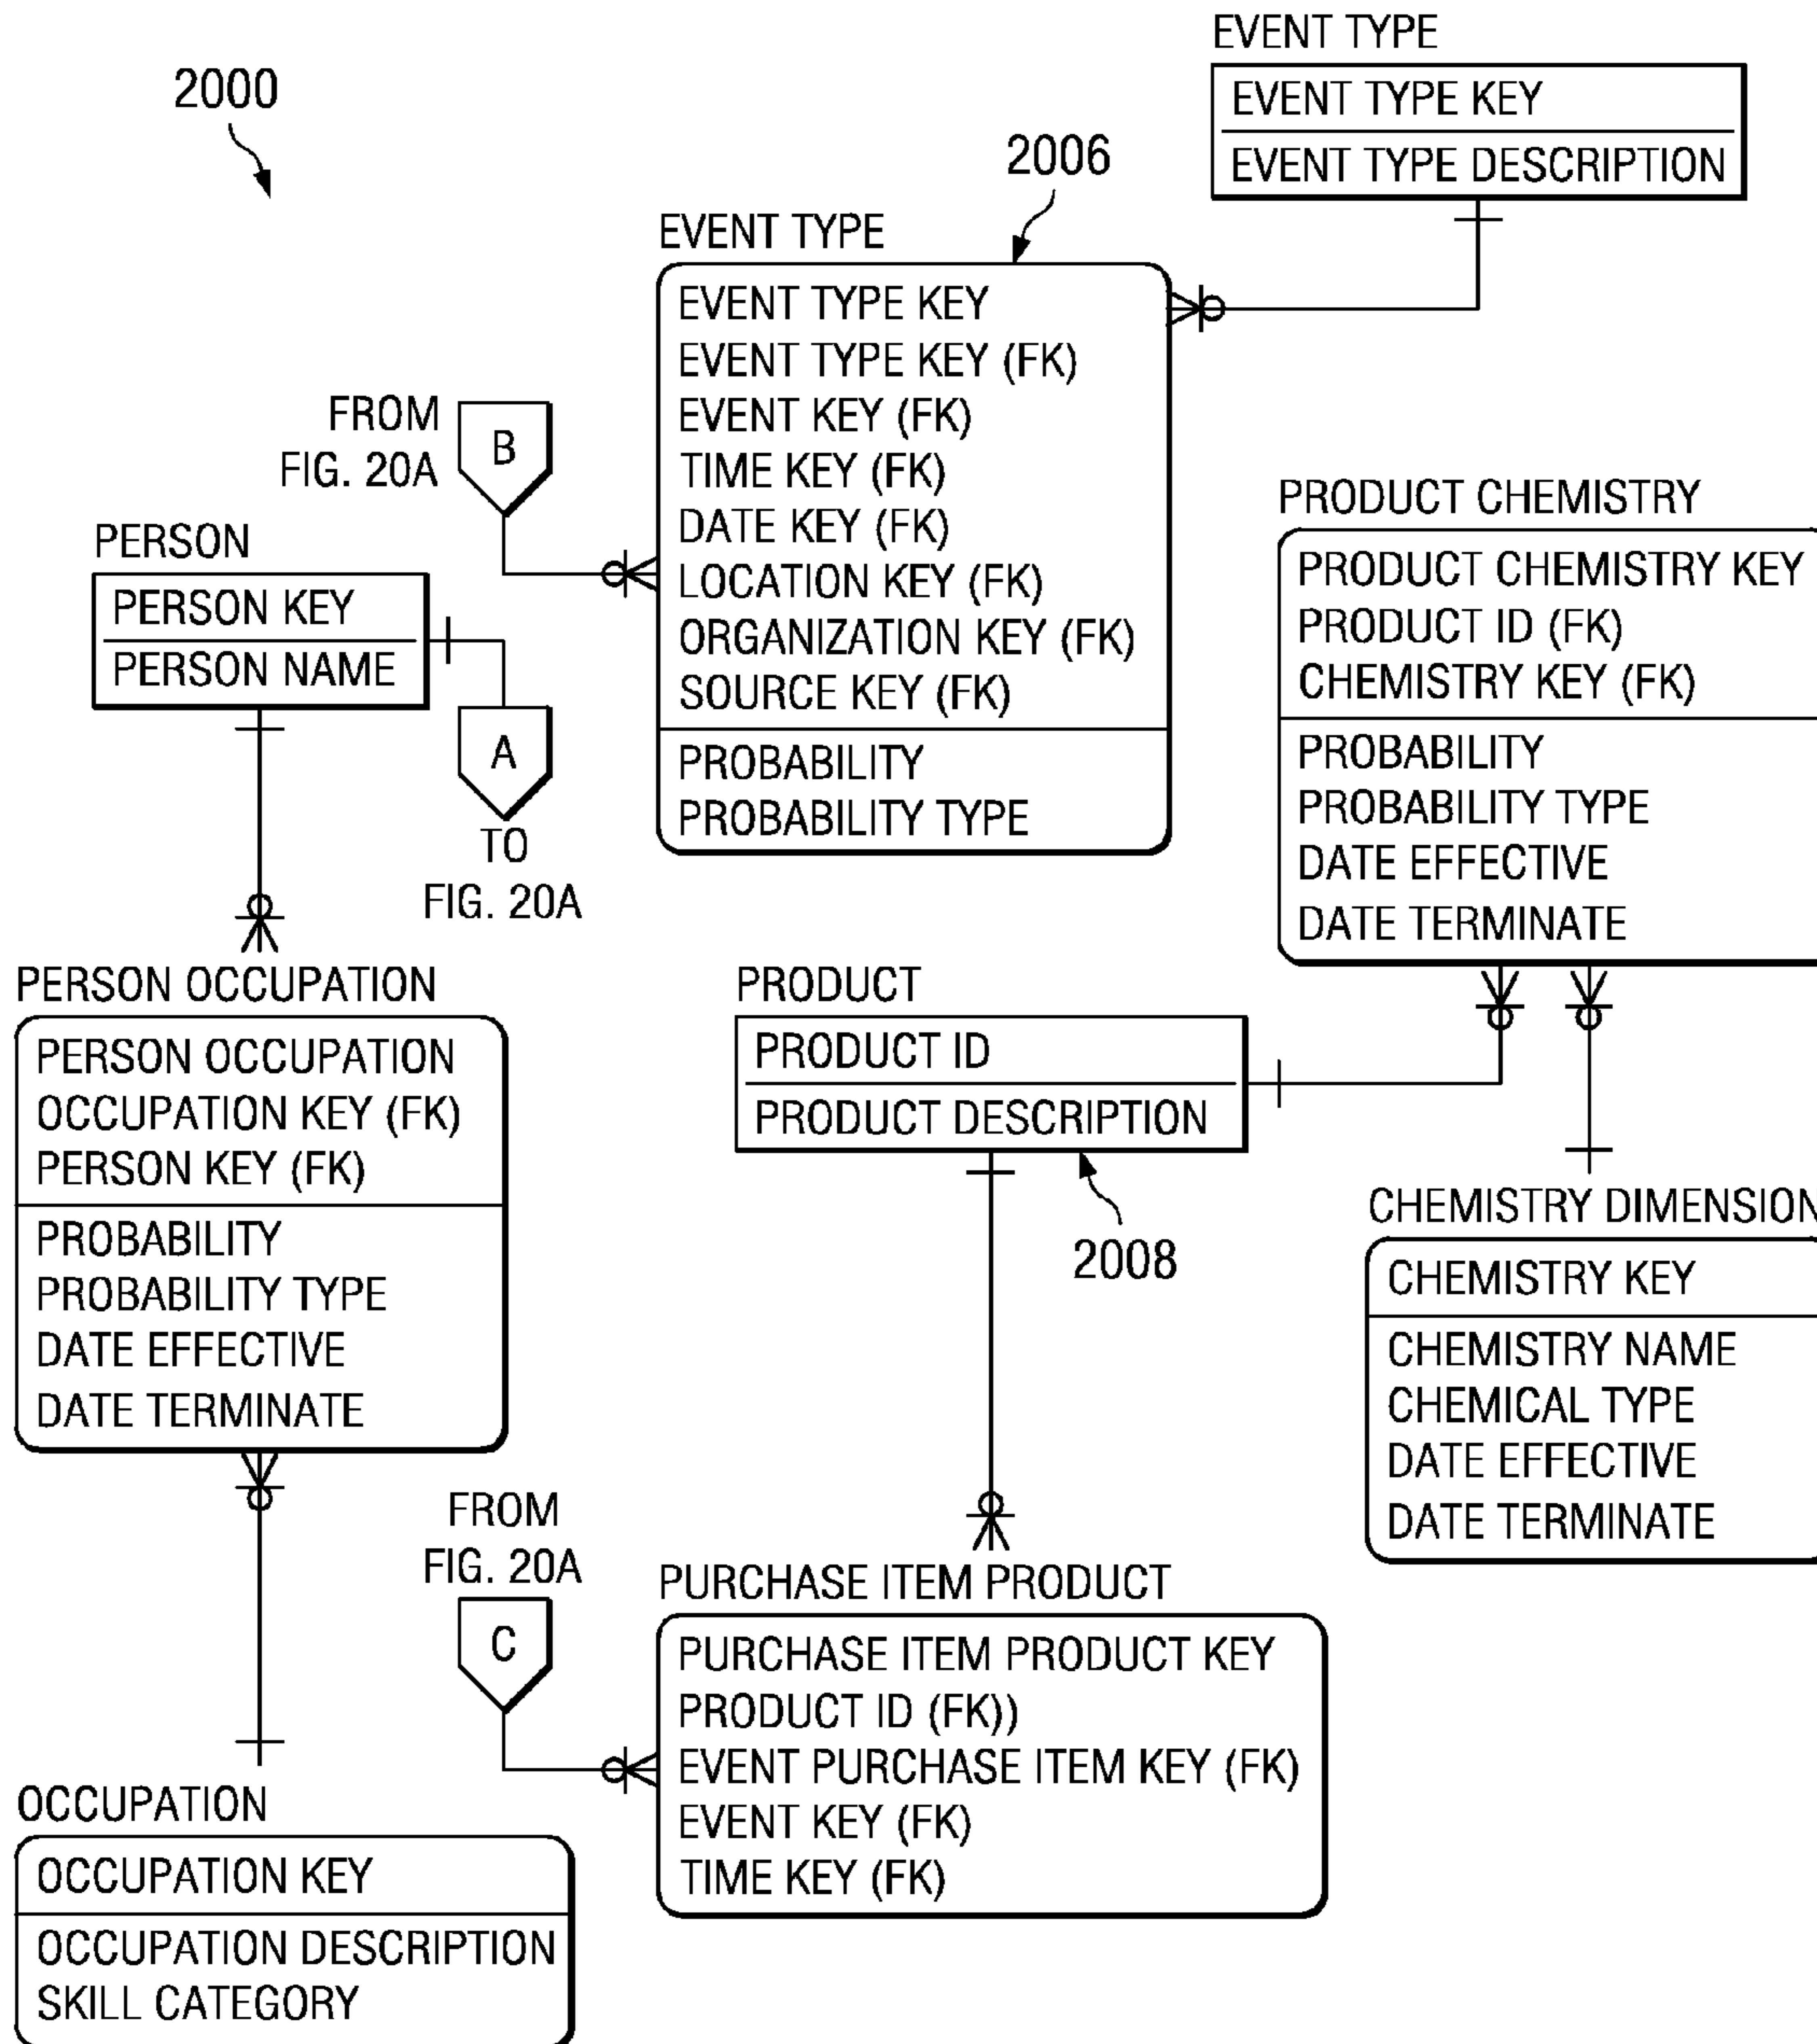 2000
EVENT TYPE
EVENT TYPE KEY
EVENT TYPE DESCRIPTION
2006
EVENT TYPE
EVENT TYPE KEY
EVENT TYPE KEY (FK)
EVENT KEY (FK)
TIME KEY (FK)
DATE KEY (FK)
LOCATION KEY (FK)
ORGANIZATION KEY (FK)
SOURCE KEY (FK)
PROBABILITY
PROBABILITY TYPE
FROM
FIG. 20A
B
PERSON
PERSON KEY
PERSON NAME
A
TO
FIG. 20A
PRODUCT CHEMISTRY
PRODUCT CHEMISTRY KEY
PRODUCT ID (FK)
CHEMISTRY KEY (FK)
PROBABILITY
PROBABILITY TYPE
DATE EFFECTIVE
DATE TERMINATE
PERSON OCCUPATION
PERSON OCCUPATION
OCCUPATION KEY (FK)
PERSON KEY (FK)
PROBABILITY
PROBABILITY TYPE
DATE EFFECTIVE
DATE TERMINATE
PRODUCT
PRODUCT ID
PRODUCT DESCRIPTION
2008
CHEMISTRY DIMENSION
CHEMISTRY KEY
CHEMISTRY NAME
CHEMICAL TYPE
DATE EFFECTIVE
DATE TERMINATE
FROM
FIG. 20A
C
PURCHASE ITEM PRODUCT
PURCHASE ITEM PRODUCT KEY
PRODUCT ID (FK))
EVENT PURCHASE ITEM KEY (FK)
EVENT KEY (FK)
TIME KEY (FK)
OCCUPATION
OCCUPATION KEY
OCCUPATION DESCRIPTION
SKILL CATEGORY